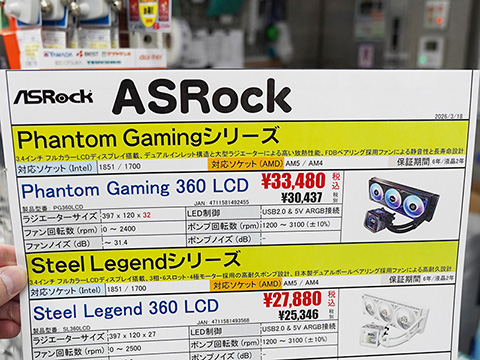 ASRock ASRock
2026/3/18
Phantom Gamingシリーズ
3.4インチ フルカラーLCDディスプレイ搭載、デュアルインレット構造と大型ラジエーターによる高い放熱性能。FDBベアリング採用ファンによる静音性と長寿命設計
対応ソケット(Intel) 1851 / 1700 対応ソケット(AMD) AM5 / AM4 保証期間 6年/液晶2年
Phantom Gaming 360 LCD ¥33,480 税込
¥30,437 税別
製品型番: PG360LCD JAN: 4711581492455
ラジエーターサイズ 397 x 120 x 32 LED制御 USB2.0 & 5V ARGB接続
ファン回転数 (rpm) 0 ~ 2400 ポンプ回転数 (rpm) 1200 ~ 3100 (±10%)
ファンノイズ (dB) ~ 31.4 ポンプノイズ (dB) -
Steel Legendシリーズ
3.4インチ フルカラーLCDディスプレイ搭載、3相・6スロット・4極モーター採用の高耐久ポンプ設計。日本製デュアルボールベアリング採用ファンによる高耐久設計
対応ソケット(Intel) 1851 / 1700 対応ソケット(AMD) AM5 / AM4 保証期間 6年/液晶2年
Steel Legend 360 LCD ¥27,880 税込
¥25,346 税別
製品型番: SL360LCD JAN: 4711581493568
ラジエーターサイズ 397 x 120 x 27 LED制御 USB2.0 & 5V ARGB接続
ファン回転数 (rpm) 0 ~ 2500 ポンプ回転数 (rpm) 1200 ~ 3100 (±10%)